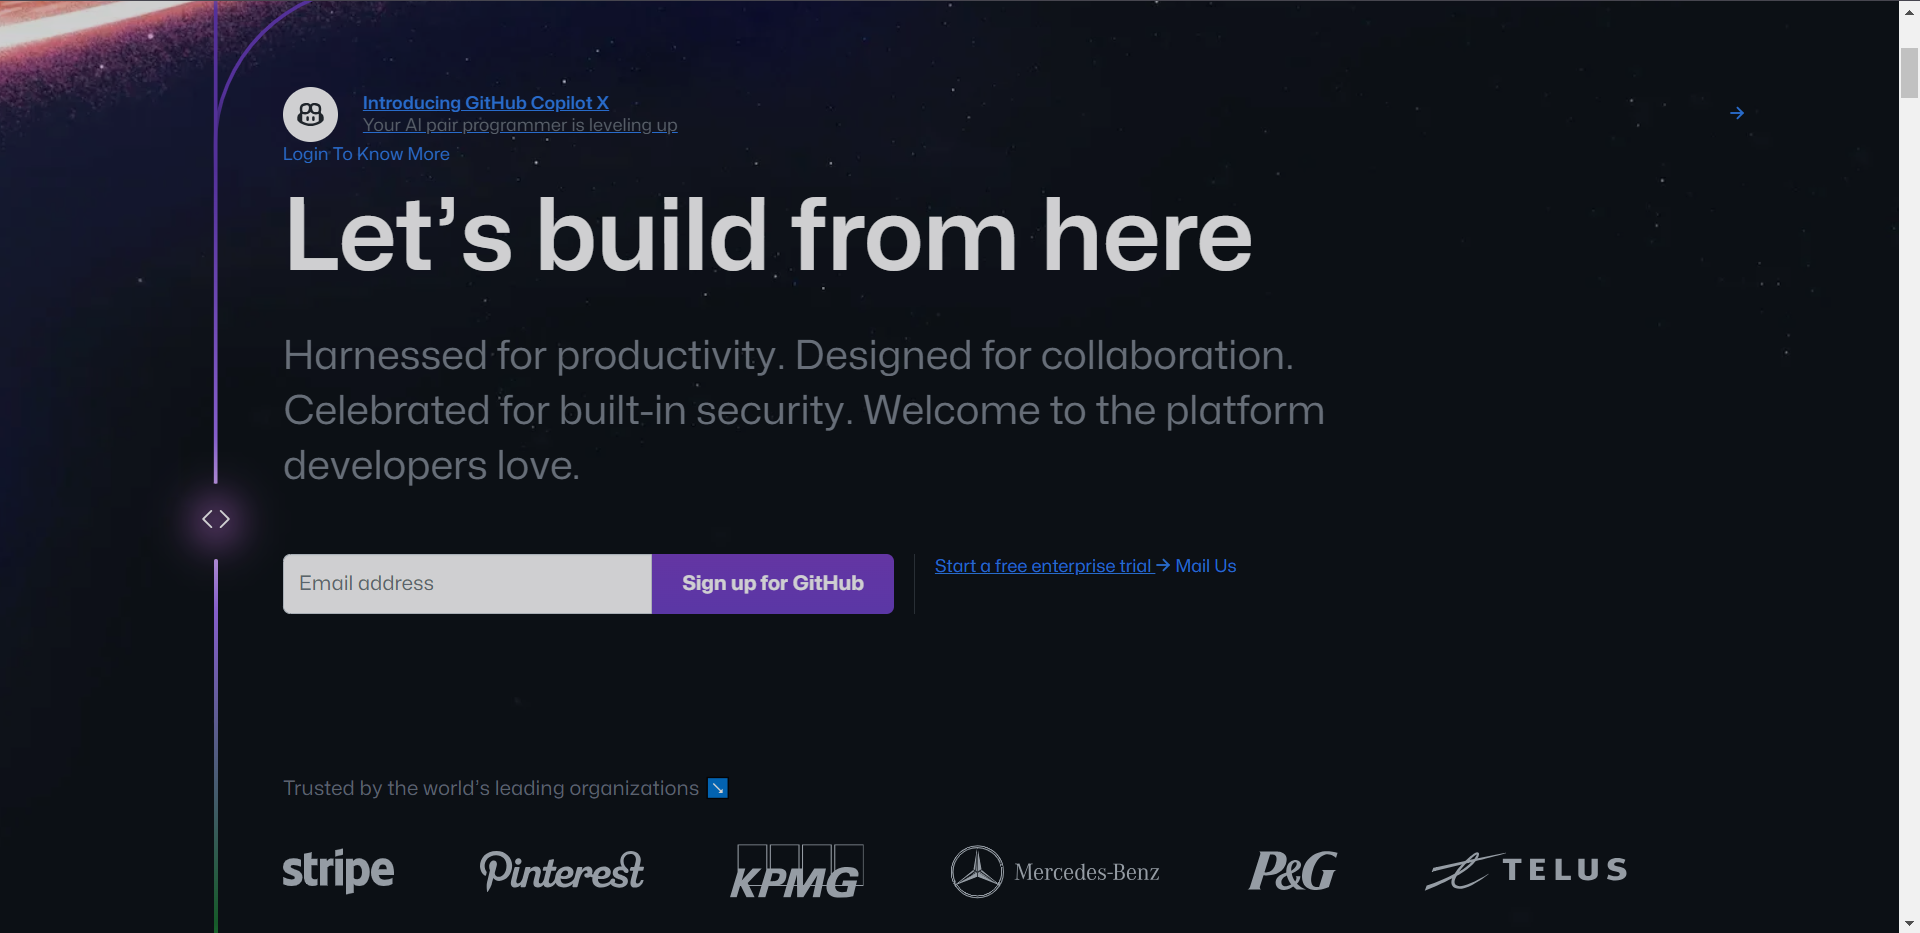 Introducing GitHub Copilot X
Your AI pair programmer is leveling up
Login To Know More
Let’s build from here
Harnessed for productivity. Designed for collaboration.
Celebrated for built-in security. Welcome to the platform
developers love.
Email address
Sign up for GitHub
Start a free enterprise trial → Mail Us
Trusted by the world’s leading organizations ↘
stripe
Pinterest
KPMG
Mercedes-Benz
P&G
TELUS